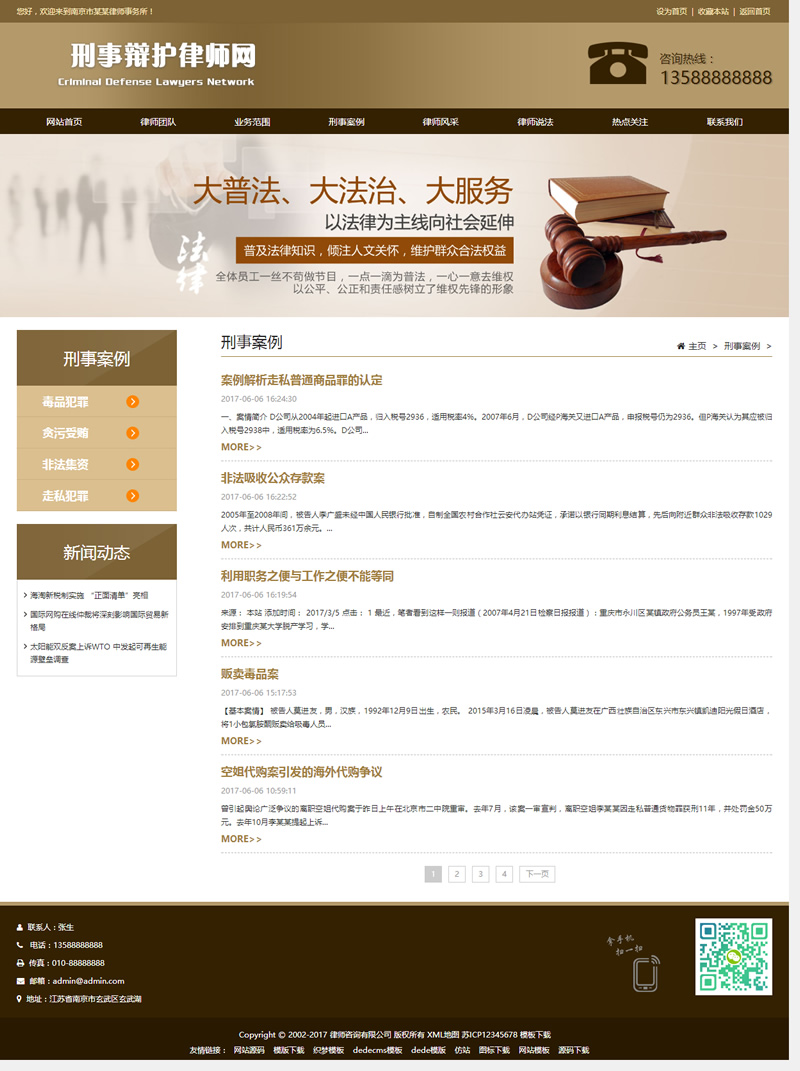 您好，欢迎来到南京市某某律师事务所！
设为首页 | 收藏本站 | 返回首页
刑事辩护律师网
Criminal Defense Lawyers Network
咨询热线：
13588888888
网站首页 律师团队 业务范围 刑事案例 律师风采 律师说法 热点关注 联系我们
大普法、大法治、大服务
以法律为主线向社会延伸
法律
普及法律知识，倾注人文关怀，维护群众合法权益
全体员工一丝不苟做节目，一点一滴为普法，一心一意去维权
以公平、公正和责任感树立了维权先锋的形象
刑事案例
毒品犯罪
贪污受贿
非法集资
走私犯罪
新闻动态
海淘新税制实施 “正面清单”亮相
国际网购在线仲裁将深刻影响国际贸易新
格局
太阳能双反案上诉WTO 中发起可再生能
源壁垒调查
刑事案例
主页 > 刑事案例 >
案例解析走私普通商品罪的认定
2017-06-06 16:24:30
一、案情简介 D公司从2004年起进口A产品，归入税号2936，适用税率4%。2007年6月，D公司经P海关又进口A产品，申报税号仍为2936。但P海关认为其应被归
入税号2938中，适用税率为6.5%。D公司...
MORE>>
非法吸收公众存款案
2017-06-06 16:22:52
2005年至2008年间，被告人李广盛未经中国人民银行批准，自制全国农村合作社云安代办站凭证，承诺以银行同期利息结算，先后向附近群众非法吸收存款1029
人次，共计人民币361万余元。...
MORE>>
利用职务之便与工作之便不能等同
2017-06-06 16:19:54
来源： 本站 添加时间： 2017/3/5 点击： 1 最近，笔者看到这样一则报道（2007年4月21日检察日报报道）：重庆市永川区某镇政府公务员王某，1997年受政府
安排到重庆某大学脱产学习，学...
MORE>>
贩卖毒品案
2017-06-06 15:17:53
【基本案情】 被告人莫进友，男，汉族，1992年12月9日出生，农民。 2015年3月16日凌晨，被告人莫进友在广西壮族自治区东兴市东兴镇凯迪阳光假日酒店，
将1小包氯胺酮贩卖给吸毒人员...
MORE>>
空姐代购案引发的海外代购争议
2017-06-06 10:59:11
曾引起舆论广泛争议的离职空姐代购案于昨日上午在北京市二中院重审。去年7月，该案一审宣判，离职空姐李某某因走私普通货物罪获刑11年，并处罚金50万
元。去年10月李某某提起上诉...
MORE>>
1 2 3 4 下一页
联系人：张生
电话：13588888888
传真：010-88888888
邮箱：admin@admin.com
地址：江苏省南京市玄武区玄武湖
拿手机
扫一扫
Copyright © 2002-2017 律师咨询有限公司 版权所有 XML地图 苏ICP12345678 模板下载
友情链接： 网站源码 模版下载 织梦模板 dedecms模板 dede模版 仿站 图标下载 网站模板 源码下载